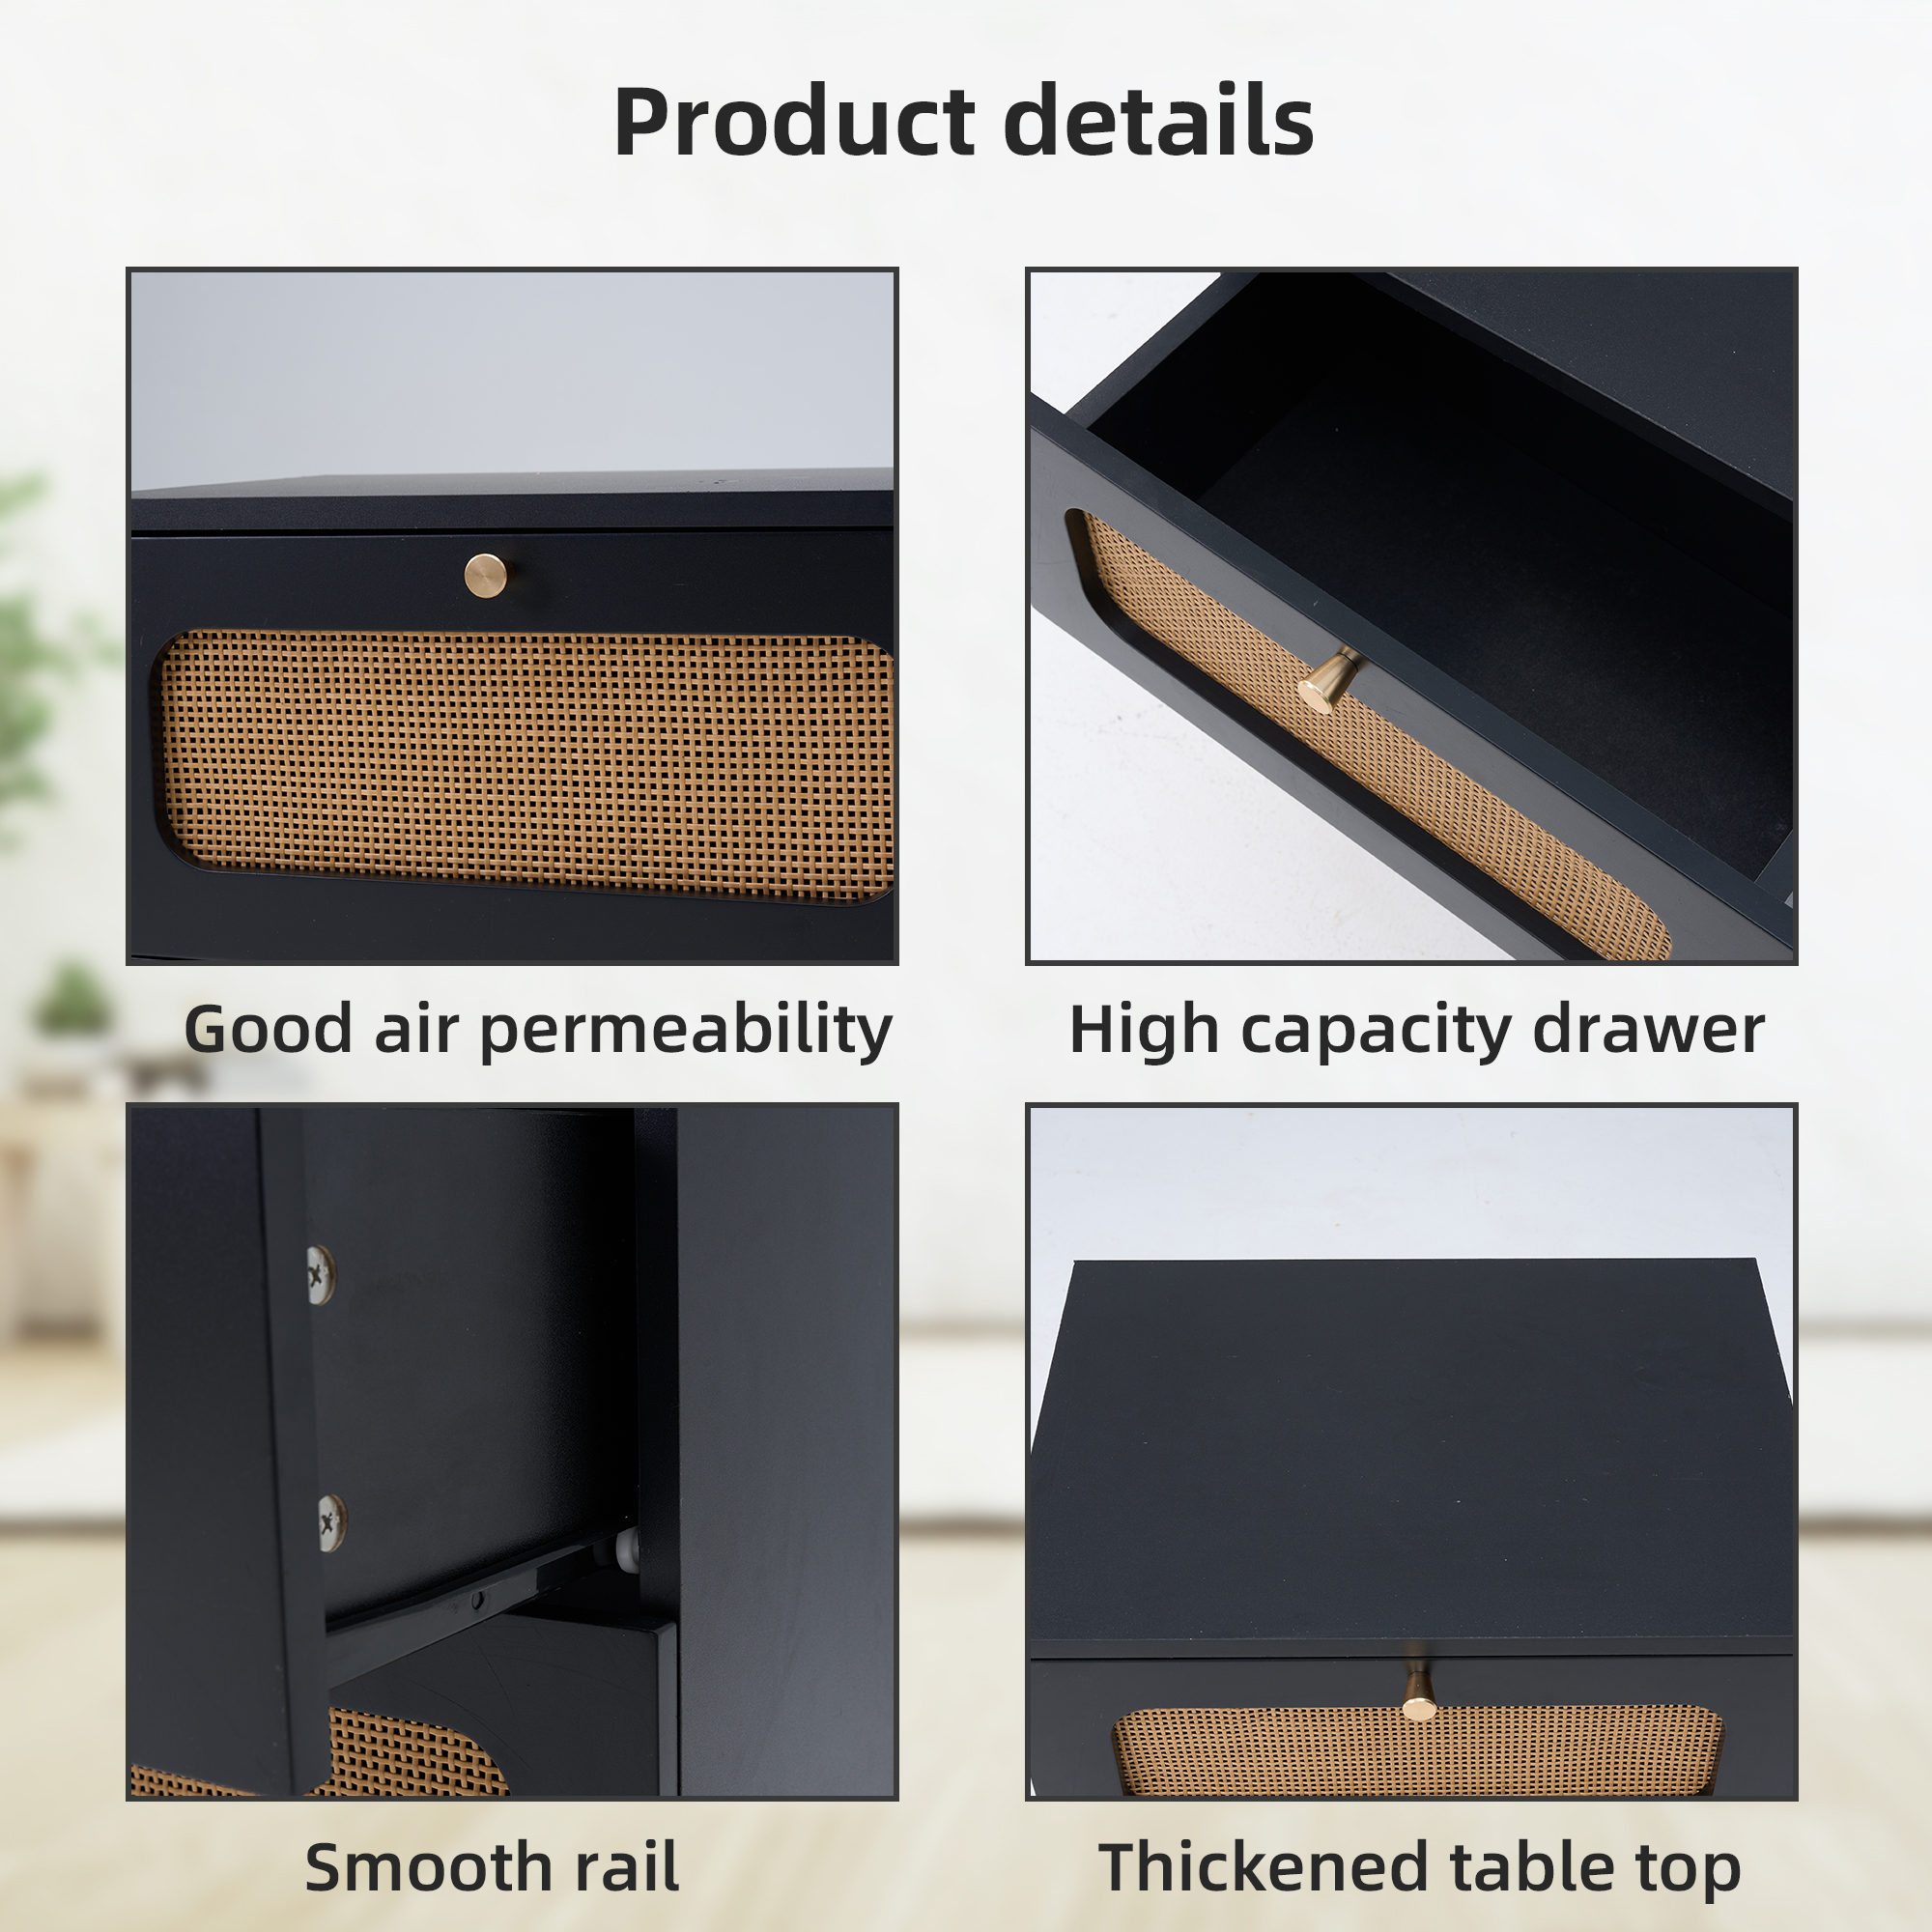 Product details
Good air permeability
High capacity drawer
Smooth rail
Thickened table top